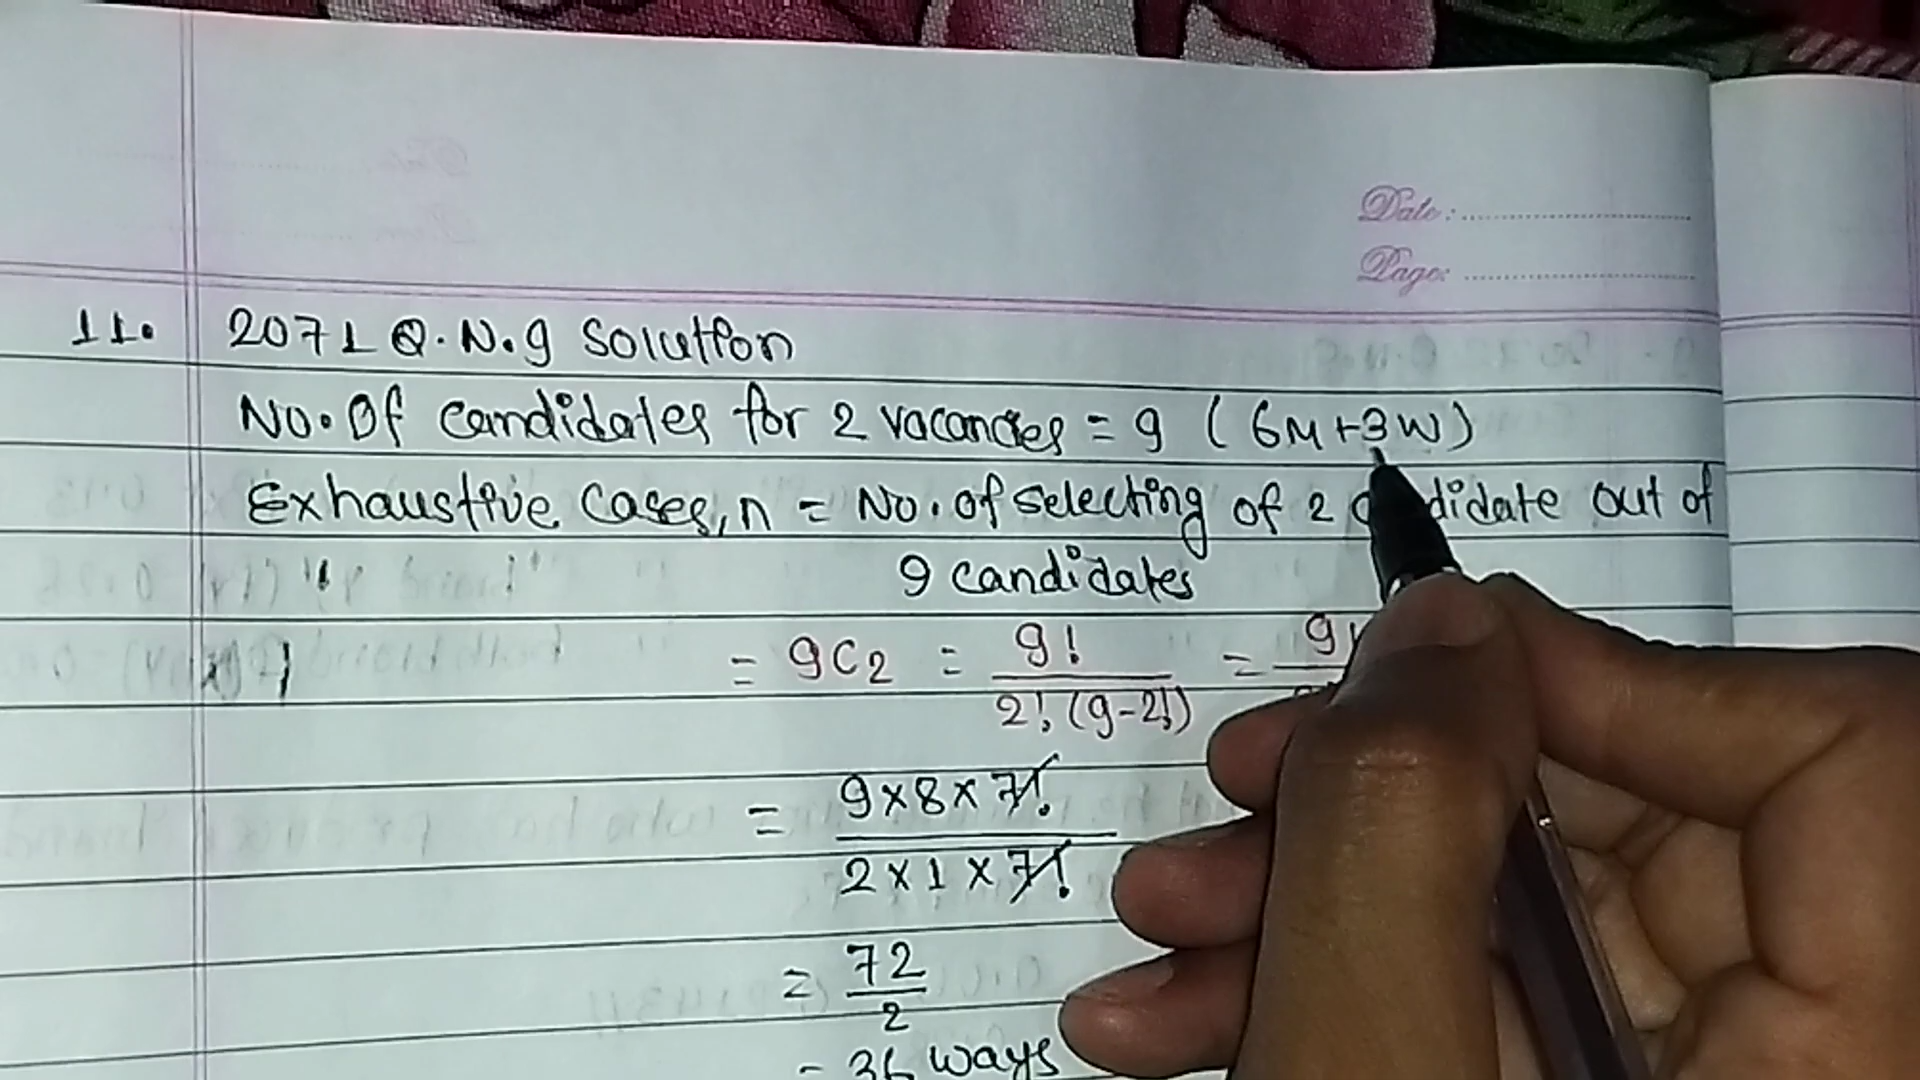 Date:
Page:
11. 2071 Q.N.9 Solution
No. Of candidates for 2 vacancies = 9 (6M+3W)
Exhaustive Cases, n = No. of selecting of 2 didate out of
9 candidates
= 9C2 = 9! / 2! (9-2!) = 9!
= 9×8×7! / 2×1×7!
= 72 / 2
= 36 ways